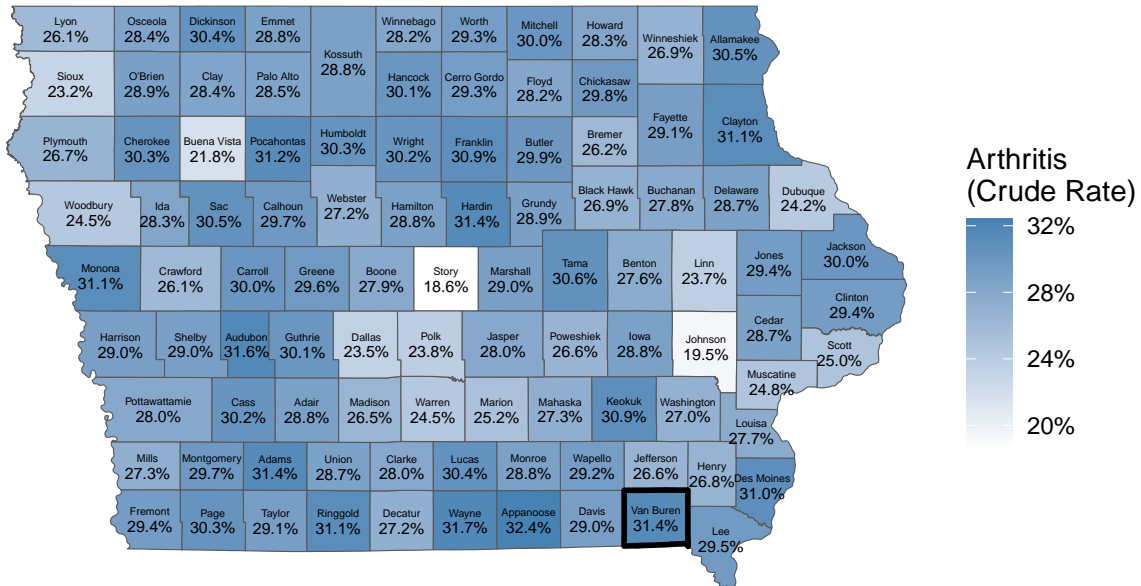 Lyon
26.1%
Osceola
28.4%
Dickinson
30.4%
Emmet
28.8%
Kossuth
28.8%
Winnebago
28.2%
Worth
29.3%
Mitchell
30.0%
Howard
28.3%
Winneshiek
26.9%
Allamakee
30.5%
Sioux
23.2%
O'Brien
28.9%
Clay
28.4%
Palo Alto
28.5%
Hancock
30.1%
Cerro Gordo
29.3%
Floyd
28.2%
Chickasaw
29.8%
Fayette
29.1%
Clayton
31.1%
Plymouth
26.7%
Cherokee
30.3%
Buena Vista
21.8%
Pocahontas
31.2%
Humboldt
30.3%
Wright
30.2%
Franklin
30.9%
Butler
29.9%
Bremer
26.2%
Woodbury
24.5%
Ida
28.3%
Sac
30.5%
Calhoun
29.7%
Webster
27.2%
Hamilton
28.8%
Hardin
31.4%
Grundy
28.9%
Black Hawk
26.9%
Buchanan
27.8%
Delaware
28.7%
Dubuque
24.2%
Monona
31.1%
Crawford
26.1%
Carroll
30.0%
Greene
29.6%
Boone
27.9%
Story
18.6%
Marshall
29.0%
Tama
30.6%
Benton
27.6%
Linn
23.7%
Jones
29.4%
Jackson
30.0%
Clinton
29.4%
Harrison
29.0%
Shelby
29.0%
Audubon
31.6%
Guthrie
30.1%
Dallas
23.5%
Polk
23.8%
Jasper
28.0%
Poweshiek
26.6%
Iowa
28.8%
Johnson
19.5%
Cedar
28.7%
Scott
25.0%
Muscatine
24.8%
Pottawattamie
28.0%
Cass
30.2%
Adair
28.8%
Madison
26.5%
Warren
24.5%
Marion
25.2%
Mahaska
27.3%
Keokuk
30.9%
Washington
27.0%
Louisa
27.7%
Mills
27.3%
Montgomery
29.7%
Adams
31.4%
Union
28.7%
Clarke
28.0%
Lucas
30.4%
Monroe
28.8%
Wapello
29.2%
Jefferson
26.6%
Henry
26.8%
Des Moines
31.0%
Fremont
29.4%
Page
30.3%
Taylor
29.1%
Ringgold
31.1%
Decatur
27.2%
Wayne
31.7%
Appanoose
32.4%
Davis
29.0%
Van Buren
31.4%
Lee
29.5%
Arthritis
(Crude Rate)
32%
28%
24%
20%